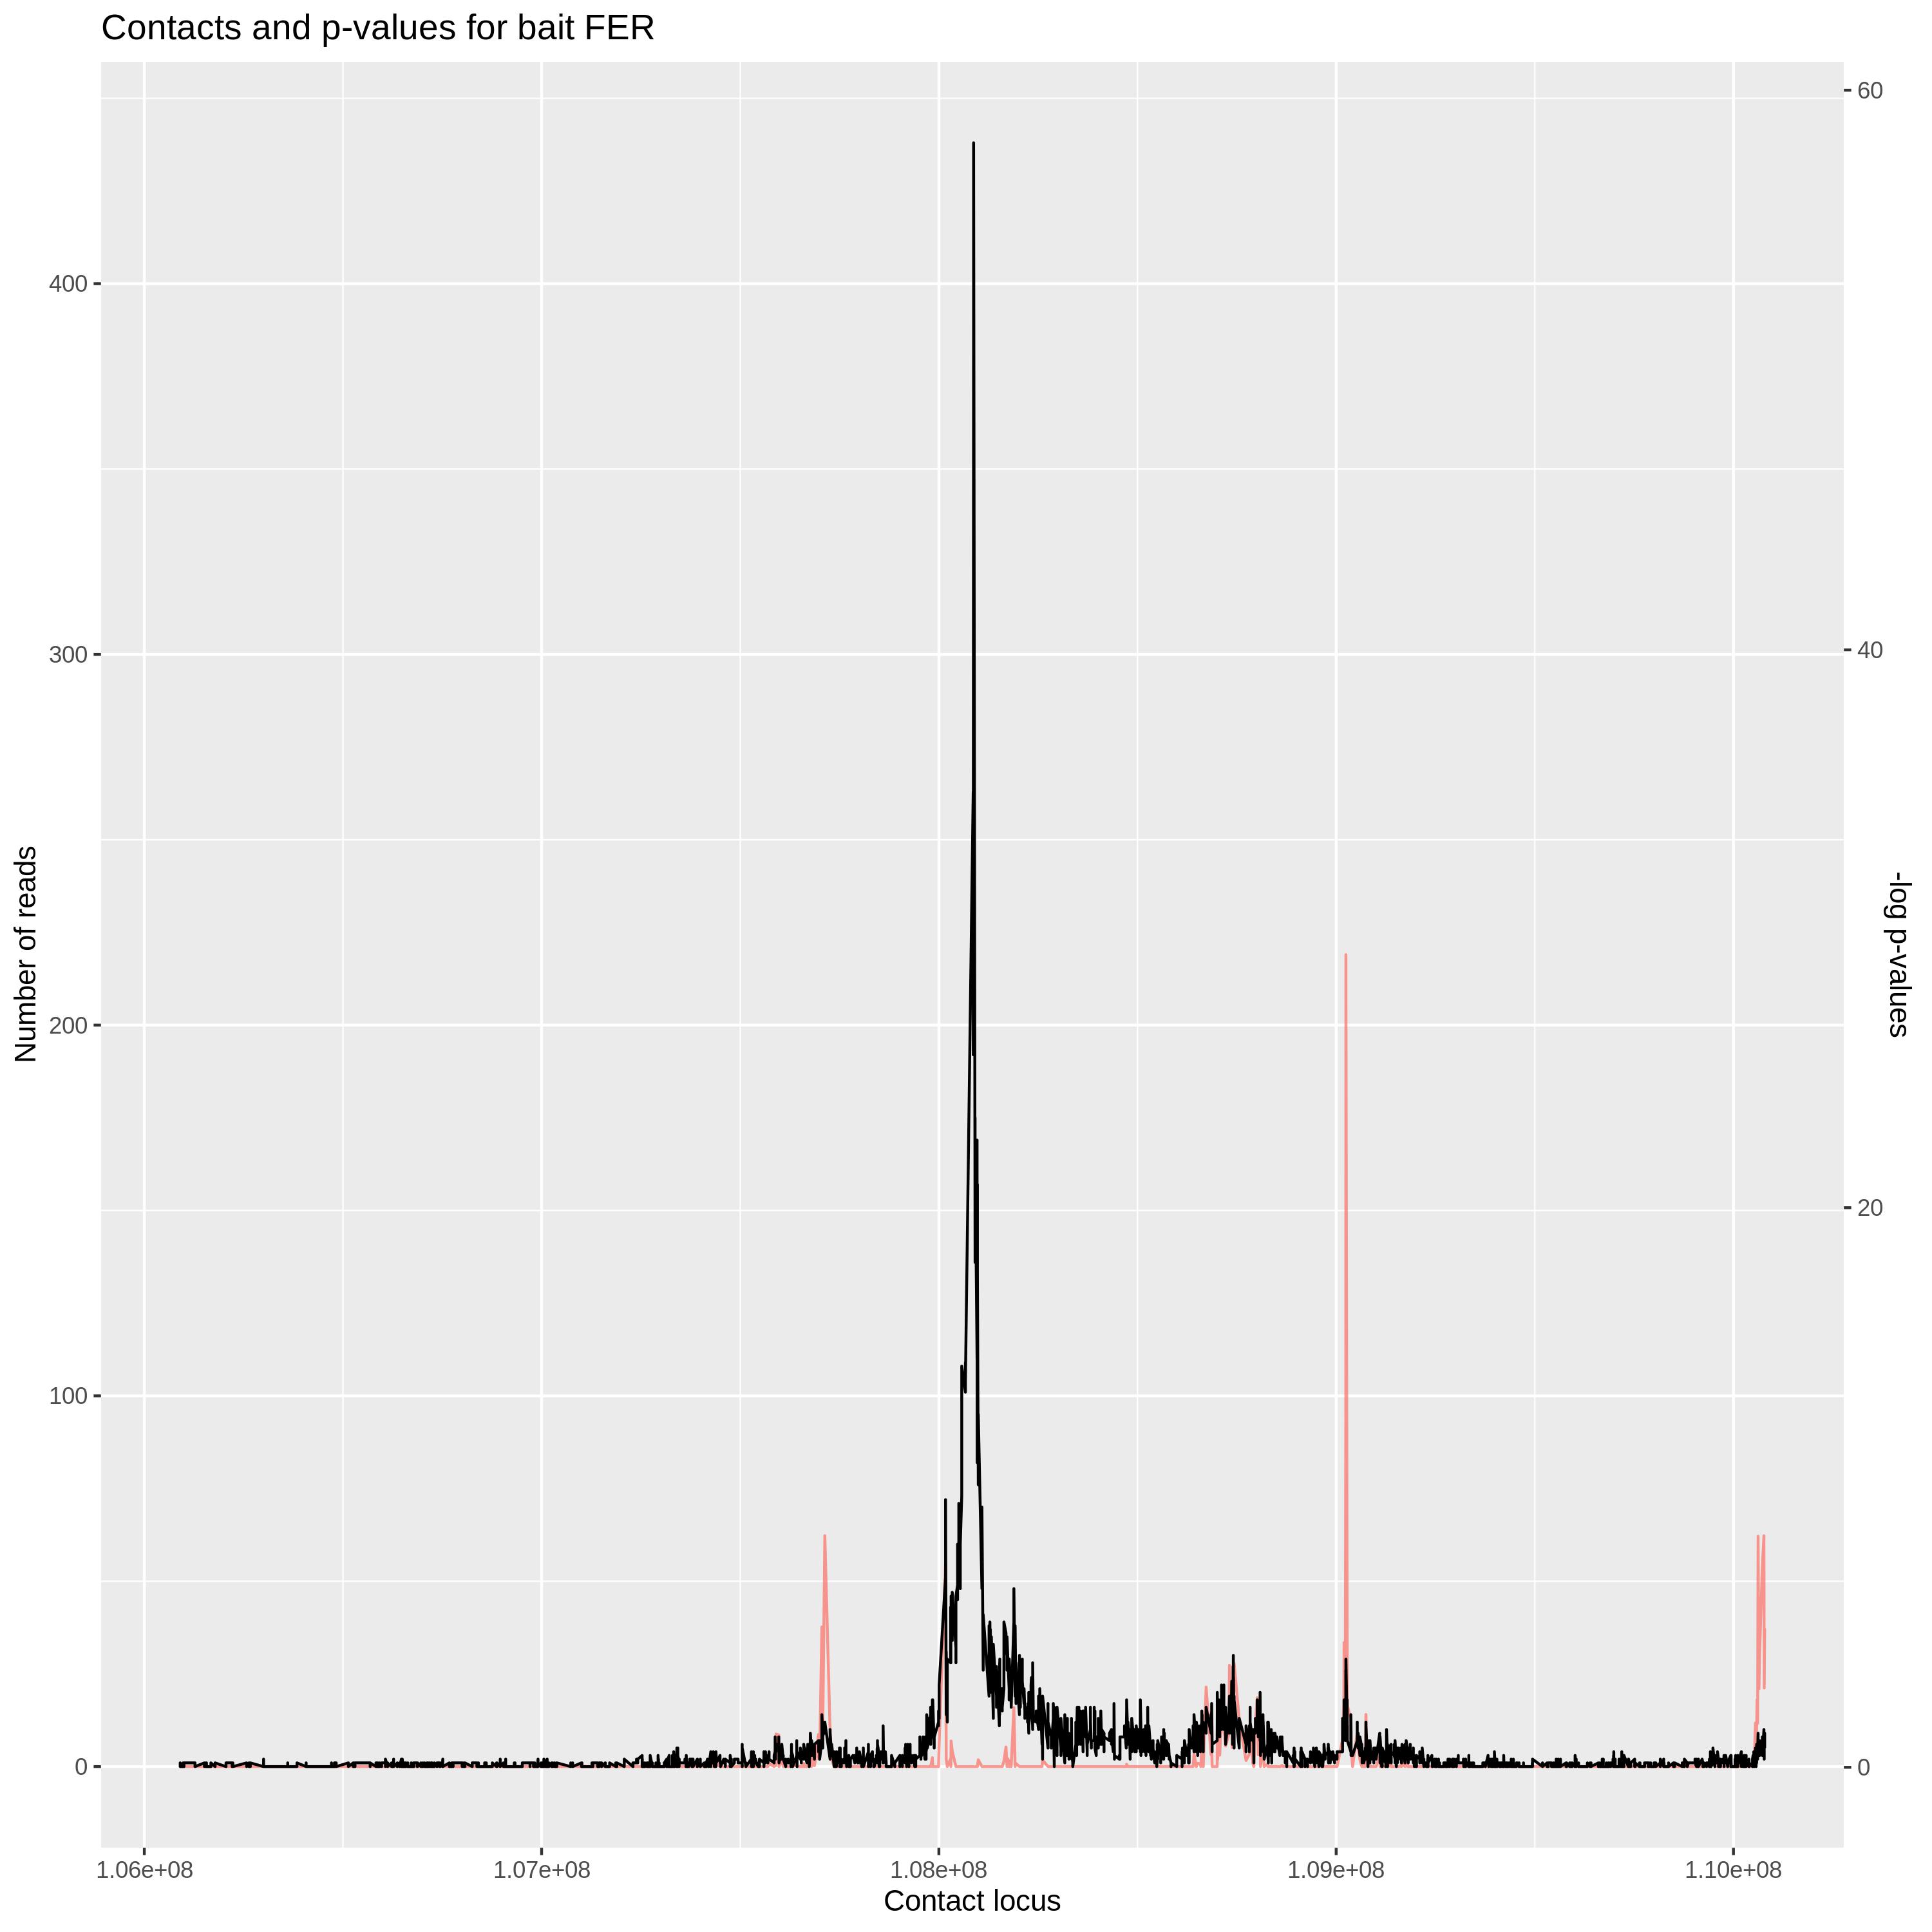 Contacts and p-values for bait FER
60
400
300
40
Number of reads
-log p-values
200
20
100
0
0
1.06e+08
1.07e+08
1.08e+08
1.09e+08
1.10e+08
Contact locus